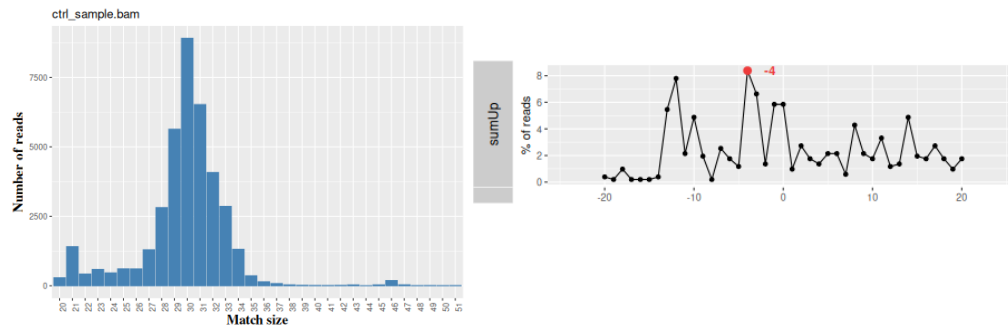 ctrl_sample.bam
Number of reads
7500
5000
2500
0
20 21 22 23 24 25 26 27 28 29 30 31 32 33 34 35 36 37 38 39 40 41 42 43 44 45 46 47 48 49 50 51
Match size
sumUp
% of reads
8
6
4
2
0
-4
-20 -10 0 10 20